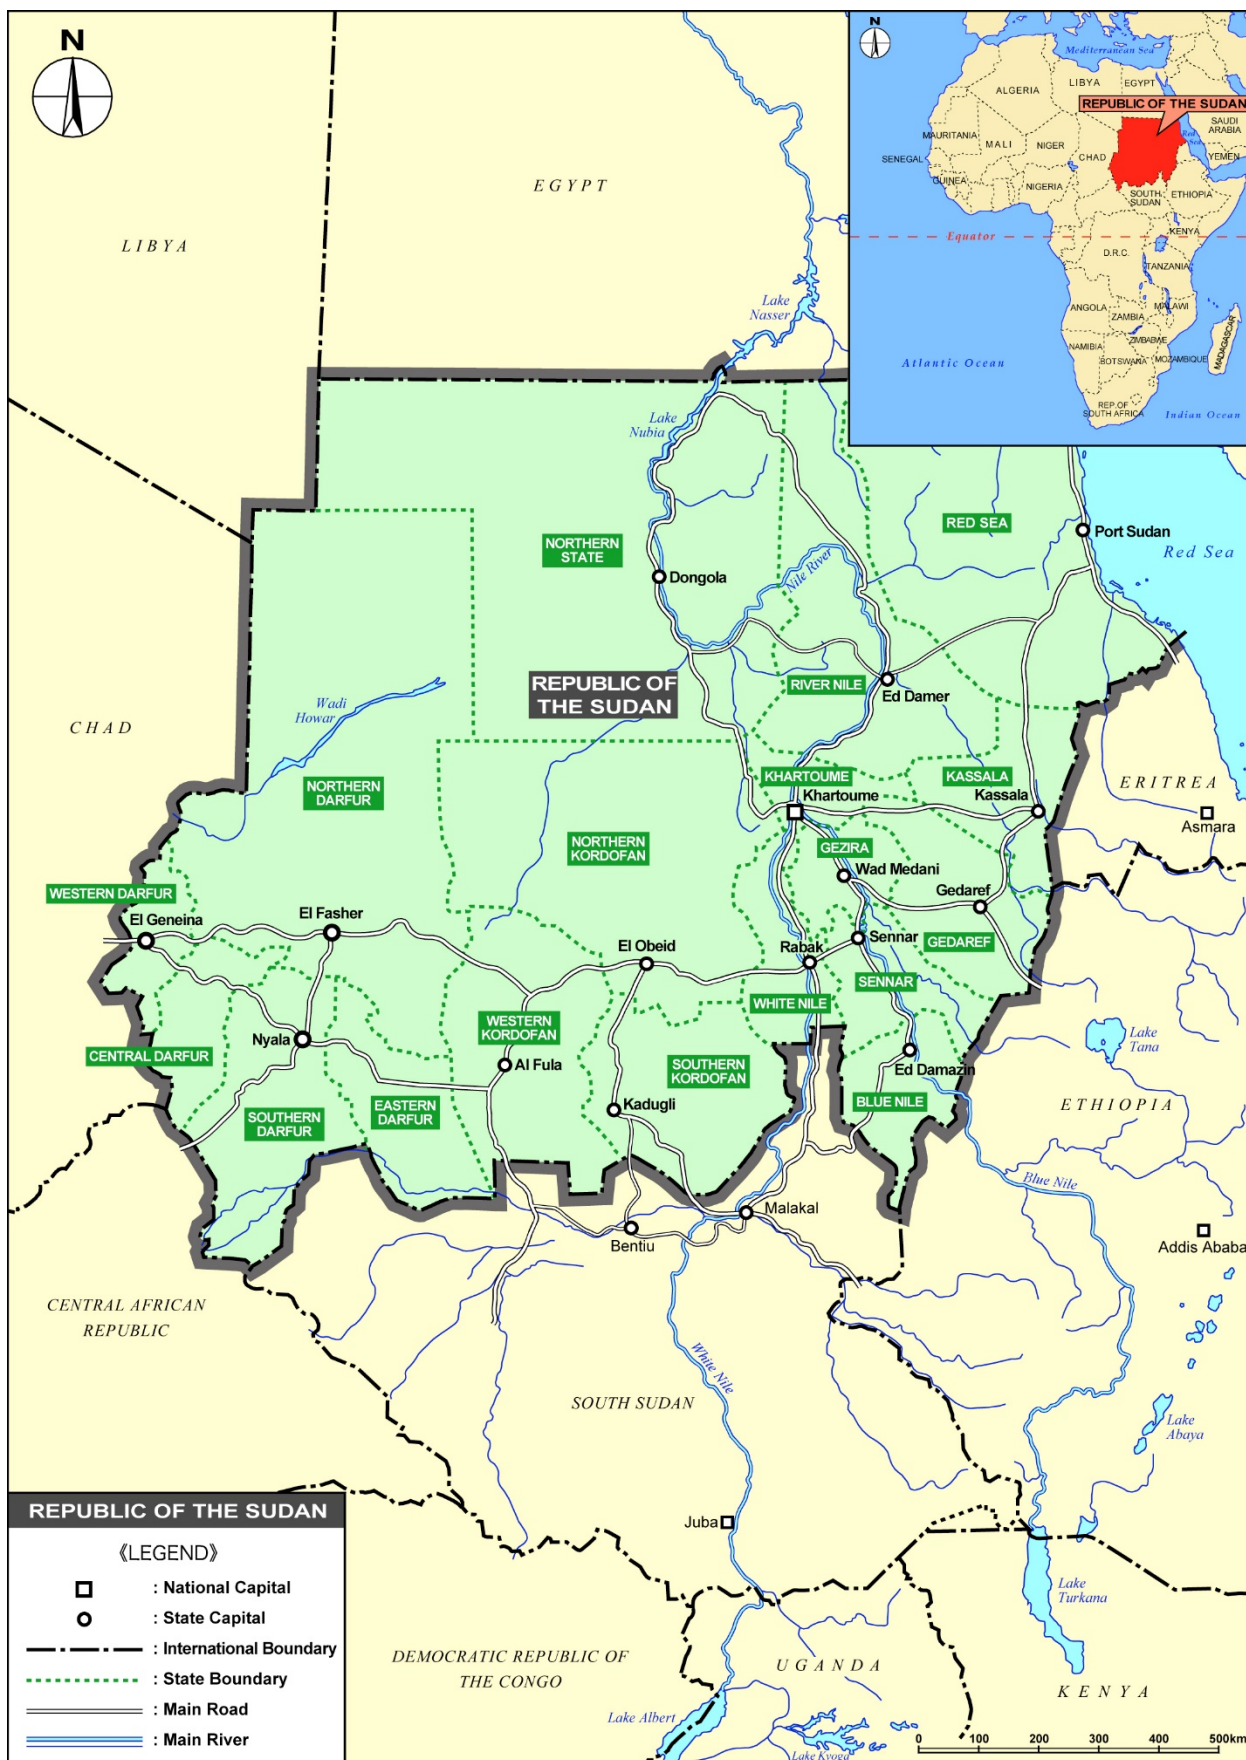 N
EGYPT
LIBYA
Lake
Nasser
Lake
Nubia
NORTHERN
STATE
RED SEA
Port Sudan
Red Sea
Dongola
Nile River
REPUBLIC OF
THE SUDAN
RIVER NILE
Ed Damer
Wadi
Howar
CHAD
NORTHERN
DARFUR
KHARTOUME
Khartoume
KASSALA
Kassala
ERITREA
Asmara
NORTHERN
KORDOFAN
GEZIRA
Wad Medani
Gedaref
WESTERN DARFUR
El Geneina
El Fasher
El Obeid
Rabak
Sennar
GEDAREF
SENNAR
WHITE NILE
WESTERN
KORDOFAN
Nyala
CENTRAL DARFUR
Al Fula
SOUTHERN
KORDOFAN
Ed Damazin
Lake
Tana
BLUE NILE
ETHIOPIA
Kadugli
EASTERN
DARFUR
SOUTHERN
DARFUR
Blue Nile
Malakal
Bentiu
Addis Ababa
CENTRAL AFRICAN
REPUBLIC
White Nile
SOUTH SUDAN
Lake
Abaya
Juba
Lake
Turkana
DEMOCRATIC REPUBLIC OF
THE CONGO
UGANDA
KENYA
Lake Albert
Lake Kyoga
0 100 200 300 400 500km
Mediterranean Sea
ALGERIA
LIBYA
EGYPT
REPUBLIC OF THE SUDAN
SAUDI
ARABIA
Red
Sea
MAURITANIA
MALI
NIGER
CHAD
YEMEN
SENEGAL
GUINEA
NIGERIA
SOUTH
SUDAN
ETHIOPIA
Equator
KENYA
D.R.C.
TANZANIA
ANGOLA
ZAMBIA
MALAWI
NAMIBIA
ZIMBABWE
BOTSWANA
MOZAMBIQUE
MADAGASCAR
Atlantic Ocean
REP.OF
SOUTH AFRICA
Indian Ocean
REPUBLIC OF THE SUDAN
《LEGEND》
: National Capital
: State Capital
: International Boundary
: State Boundary
: Main Road
: Main River